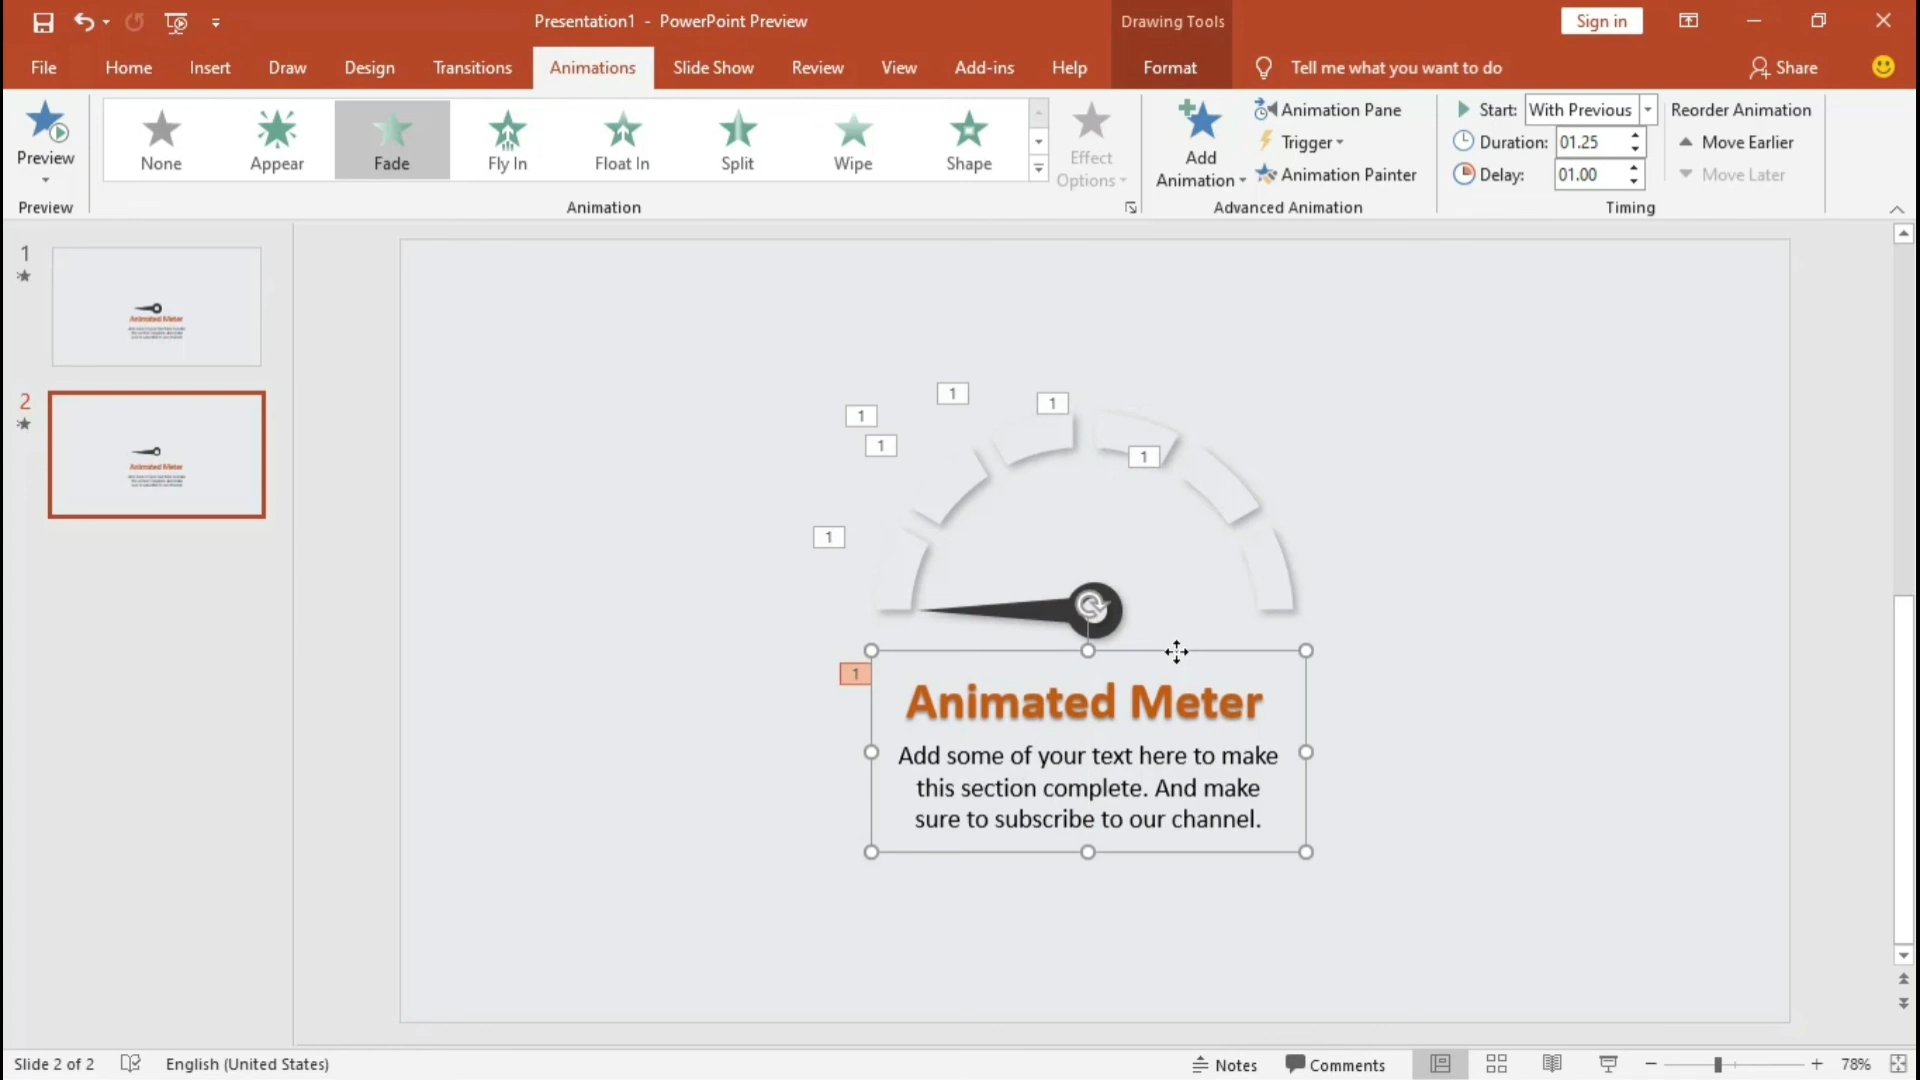 Presentation1 - PowerPoint Preview
Drawing Tools
Sign in
File Home Insert Draw Design Transitions Animations Slide Show Review View Add-ins Help Format Tell me what you want to do Share
Preview
Preview
None Appear Fade Fly In Float In Split Wipe Shape
Animation
Effect
Options
Add
Animation
Animation Pane
Trigger
Animation Painter
Advanced Animation
Start: With Previous
Duration: 01.25
Delay: 01.00
Timing
Reorder Animation
Move Earlier
Move Later
1
Animated Meter
2
Animated Meter
1
1
1
1
1
1
1
Animated Meter
Add some of your text here to make
this section complete. And make
sure to subscribe to our channel.
Slide 2 of 2 English (United States) Notes Comments 78%